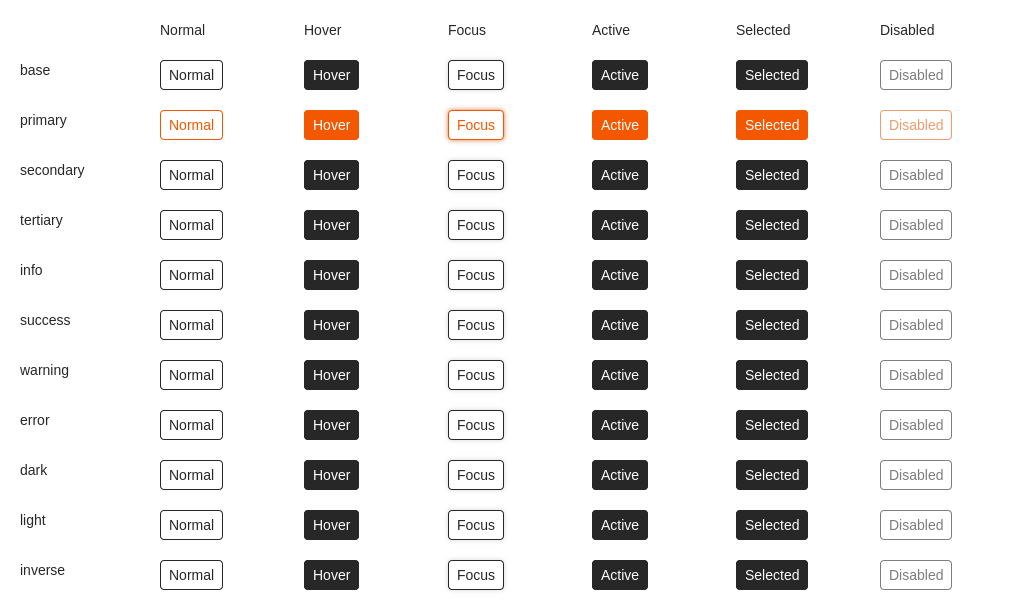 Normal Hover Focus Active Selected Disabled
base Normal Hover Focus Active Selected Disabled
primary Normal Hover Focus Active Selected Disabled
secondary Normal Hover Focus Active Selected Disabled
tertiary Normal Hover Focus Active Selected Disabled
info Normal Hover Focus Active Selected Disabled
success Normal Hover Focus Active Selected Disabled
warning Normal Hover Focus Active Selected Disabled
error Normal Hover Focus Active Selected Disabled
dark Normal Hover Focus Active Selected Disabled
light Normal Hover Focus Active Selected Disabled
inverse Normal Hover Focus Active Selected Disabled